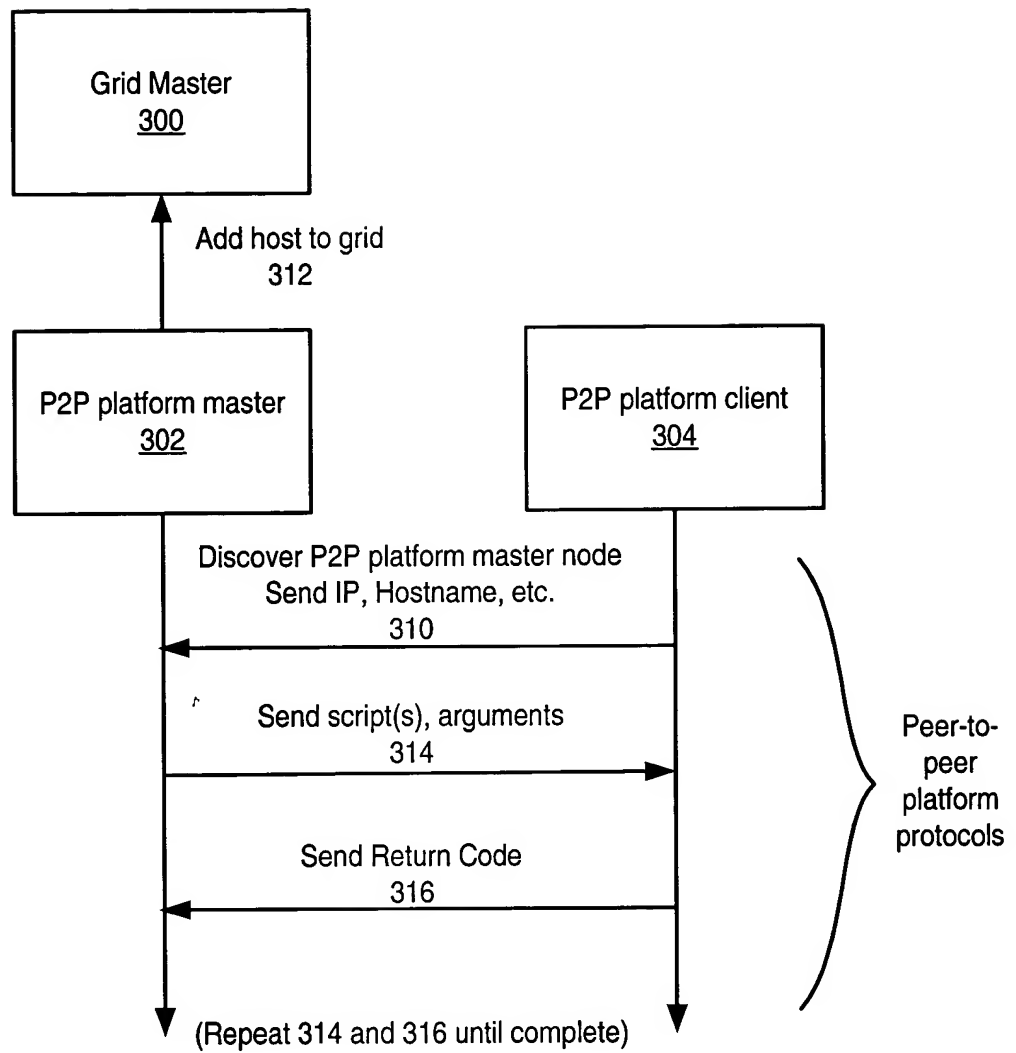 Grid Master
300
Add host to grid
312
P2P platform master
302
P2P platform client
304
Discover P2P platform master node
Send IP, Hostname, etc.
310
Send script(s), arguments
314
Send Return Code
316
(Repeat 314 and 316 until complete)
Peer-to-
peer
platform
protocols